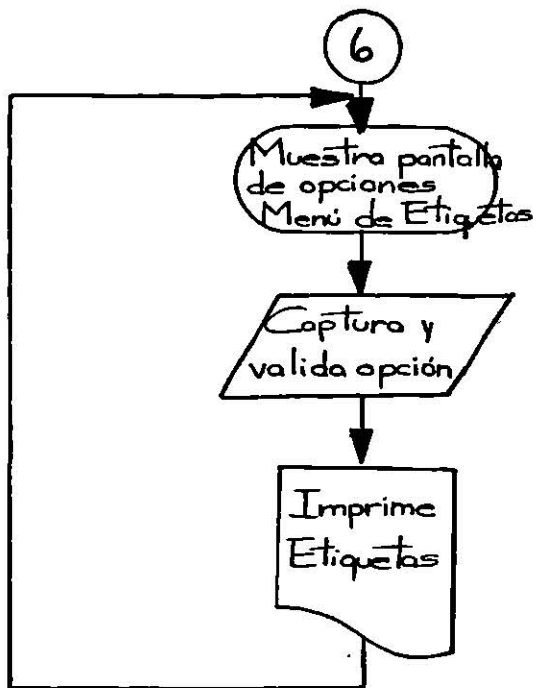 6
Muestra pantalla
de opciones
Menú de Etiquetas
Captura y
valida opción
Imprime
Etiquetas